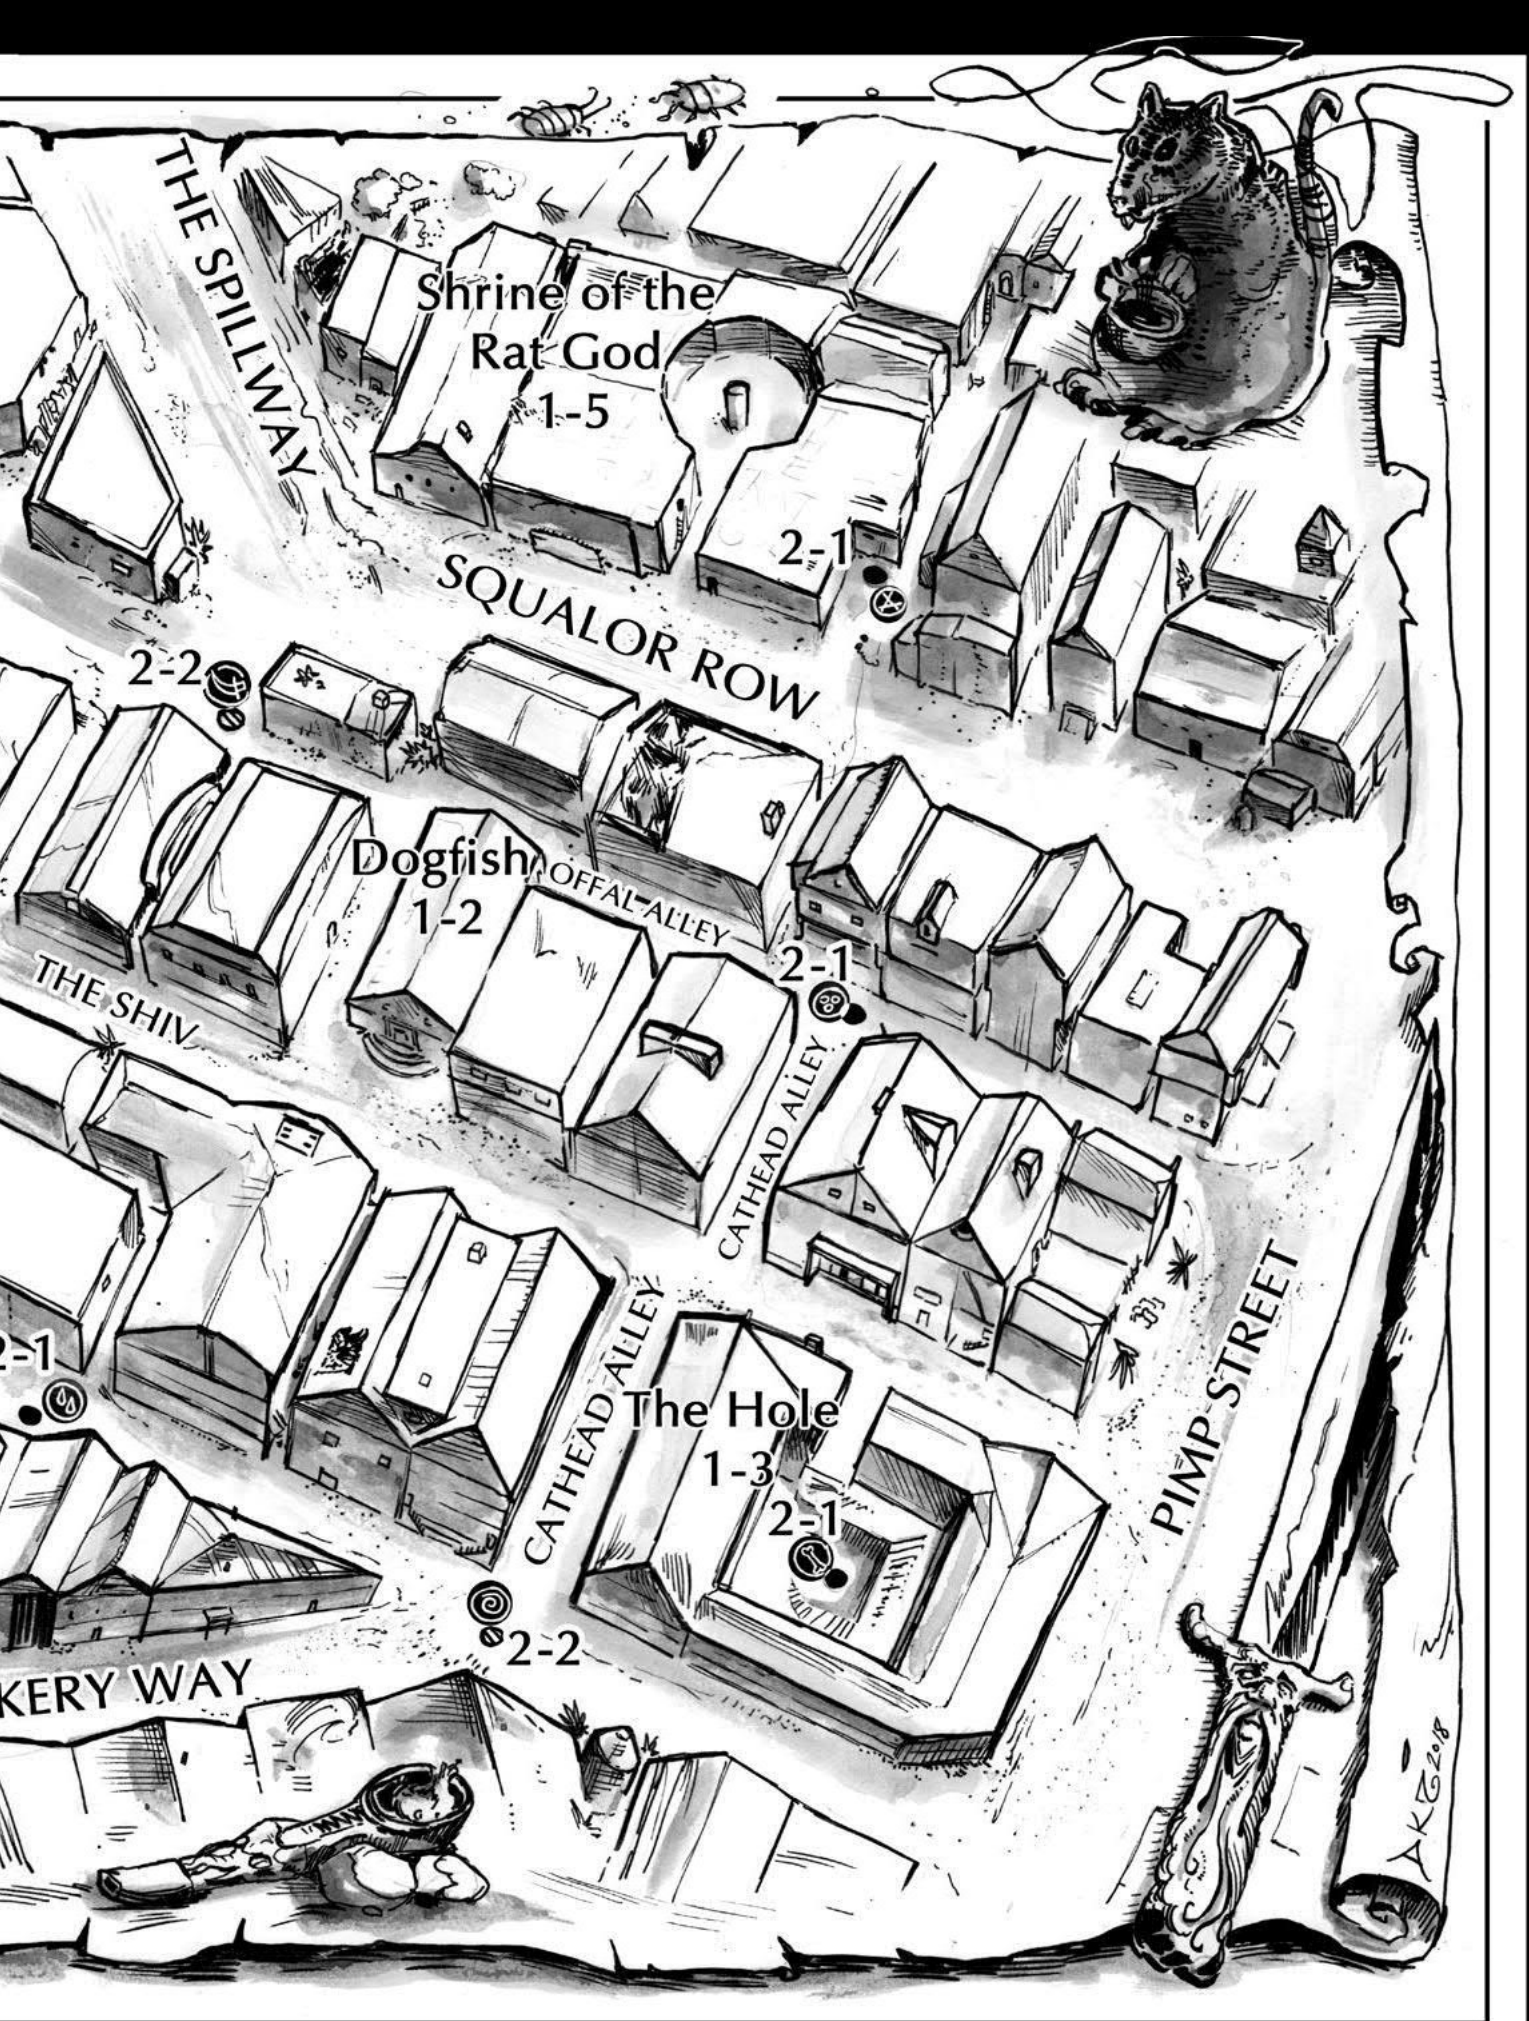 THE SPILLWAY
Shrine of the
Rat God
1-5
2-1
SQUALOR ROW
2-2
Dogfish
1-2
OFFAL ALLEY
2-1
THE SHIV
CATHEAD ALLEY
PIMP STREET
2-1
CATHEAD ALLEY
The Hole
1-3
2-1
2-2
KERY WAY
AKG 2018